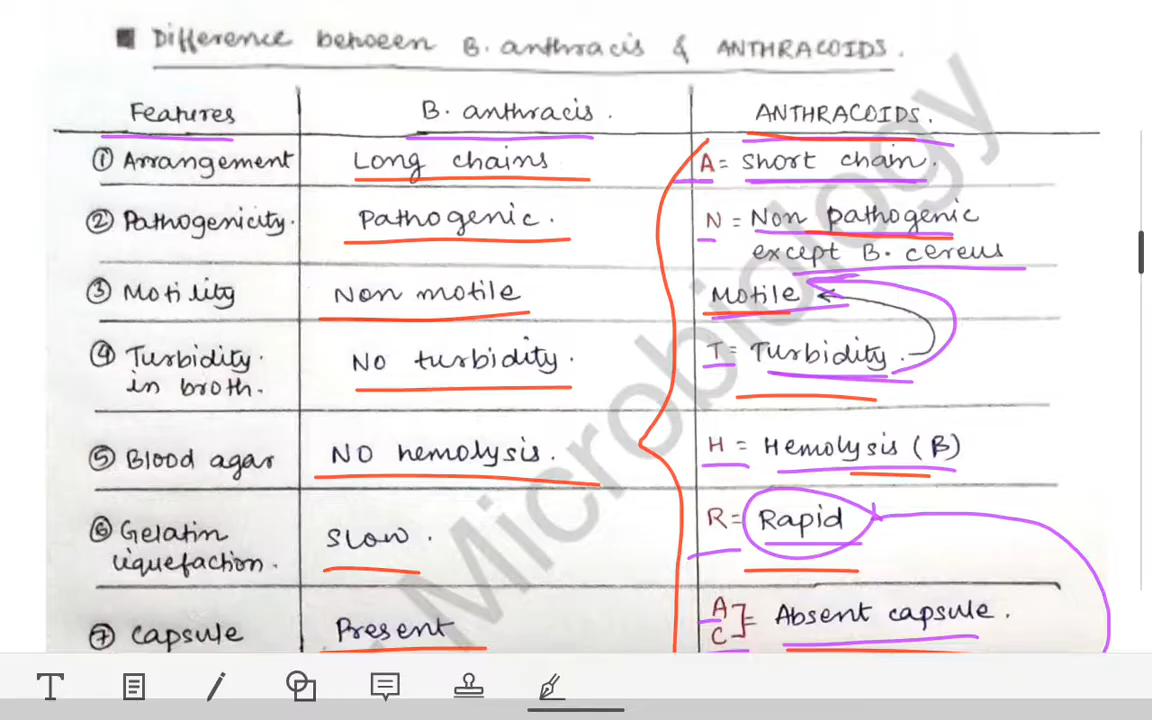 ■ Difference between B. anthracis & ANTHRACOIDS.
Features B. anthracis. ANTHRACOIDS.
① Arrangement Long chains A = Short chain.
② Pathogenicity. Pathogenic. N = Non pathogenic
except B. cereus
③ Motility Non motile Motile
④ Turbidity in broth. NO turbidity. T = Turbidity.
⑤ Blood agar NO hemolysis. H = Hemolysis (B)
⑥ Gelatin liquefaction. Slow. R = Rapid
⑦ Capsule Present A C ] = Absent capsule.
Microbiology
T